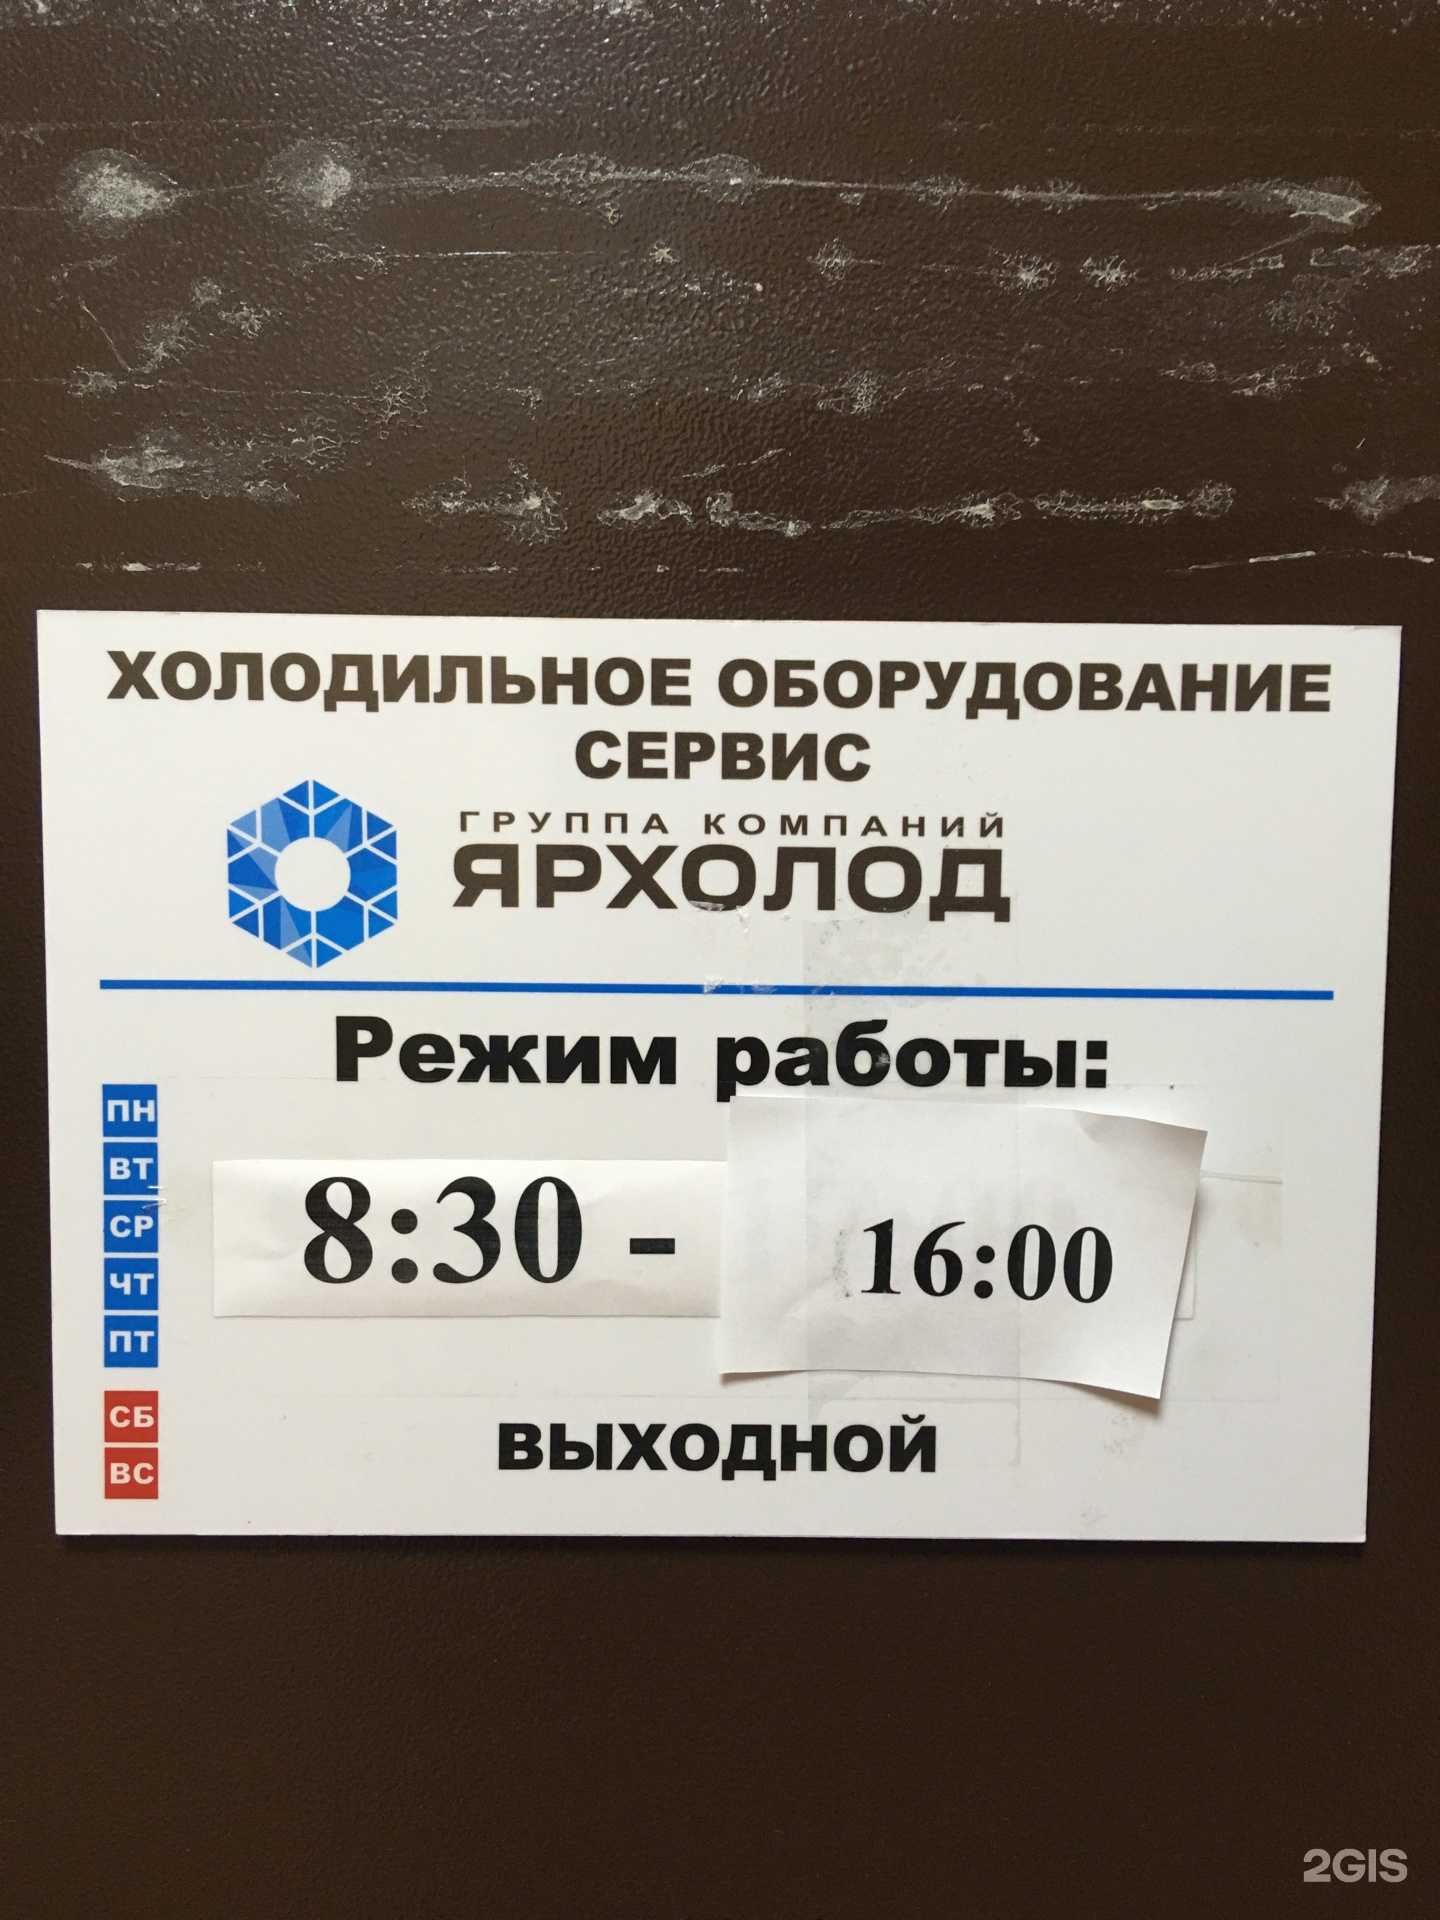 ХОЛОДИЛЬНОЕ ОБОРУДОВАНИЕ
СЕРВИС
ГРУППА КОМПАНИЙ
ЯРХОЛОД
Режим работы:
ПН
ВТ
СР
ЧТ
ПТ
8:30 - 16:00
СБ
ВС
ВЫХОДНОЙ
2GIS